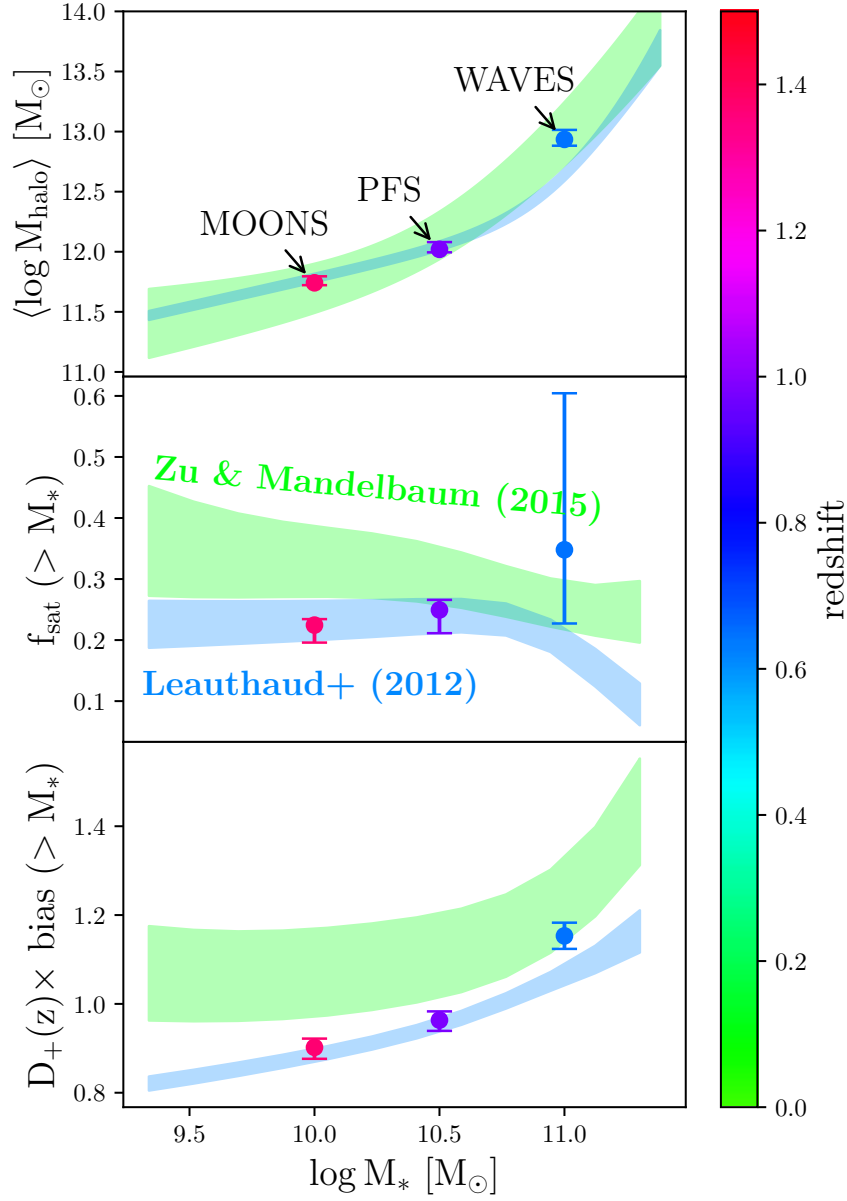 14.0
13.5
13.0
12.5
12.0
11.5
11.0
⟨log M_halo⟩ [M_⊙]
WAVES
PFS
MOONS
0.6
0.5
0.4
0.3
0.2
0.1
f_sat (> M_*)
Zu & Mandelbaum (2015)
Leauthaud+ (2012)
1.4
1.2
1.0
0.8
D_+(z)× bias (> M_*)
9.5 10.0 10.5 11.0
log M_* [M_⊙]
1.4
1.2
1.0
0.8
0.6
0.4
0.2
0.0
redshift